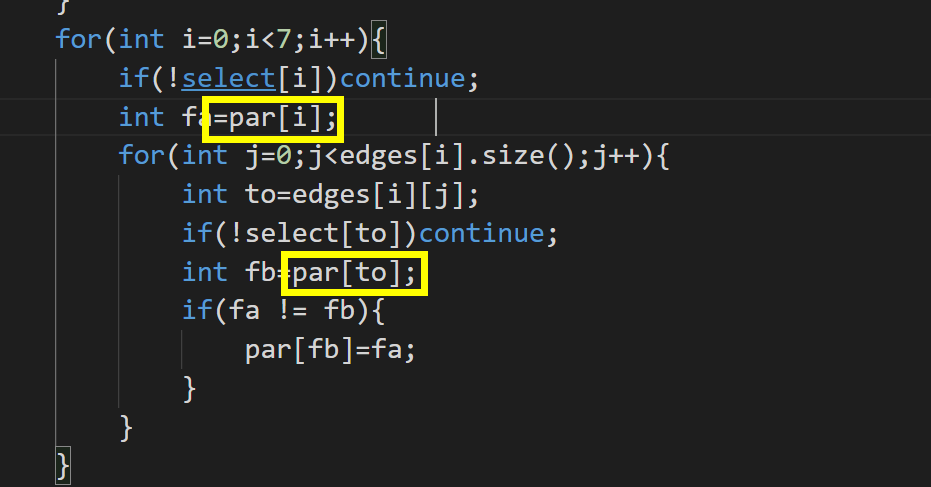 }
for(int i=0;i<7;i++){
if(!select[i])continue;
int fa=par[i];
for(int j=0;j<edges[i].size();j++){
int to=edges[i][j];
if(!select[to])continue;
int fb=par[to];
if(fa != fb){
par[fb]=fa;
}
}
}